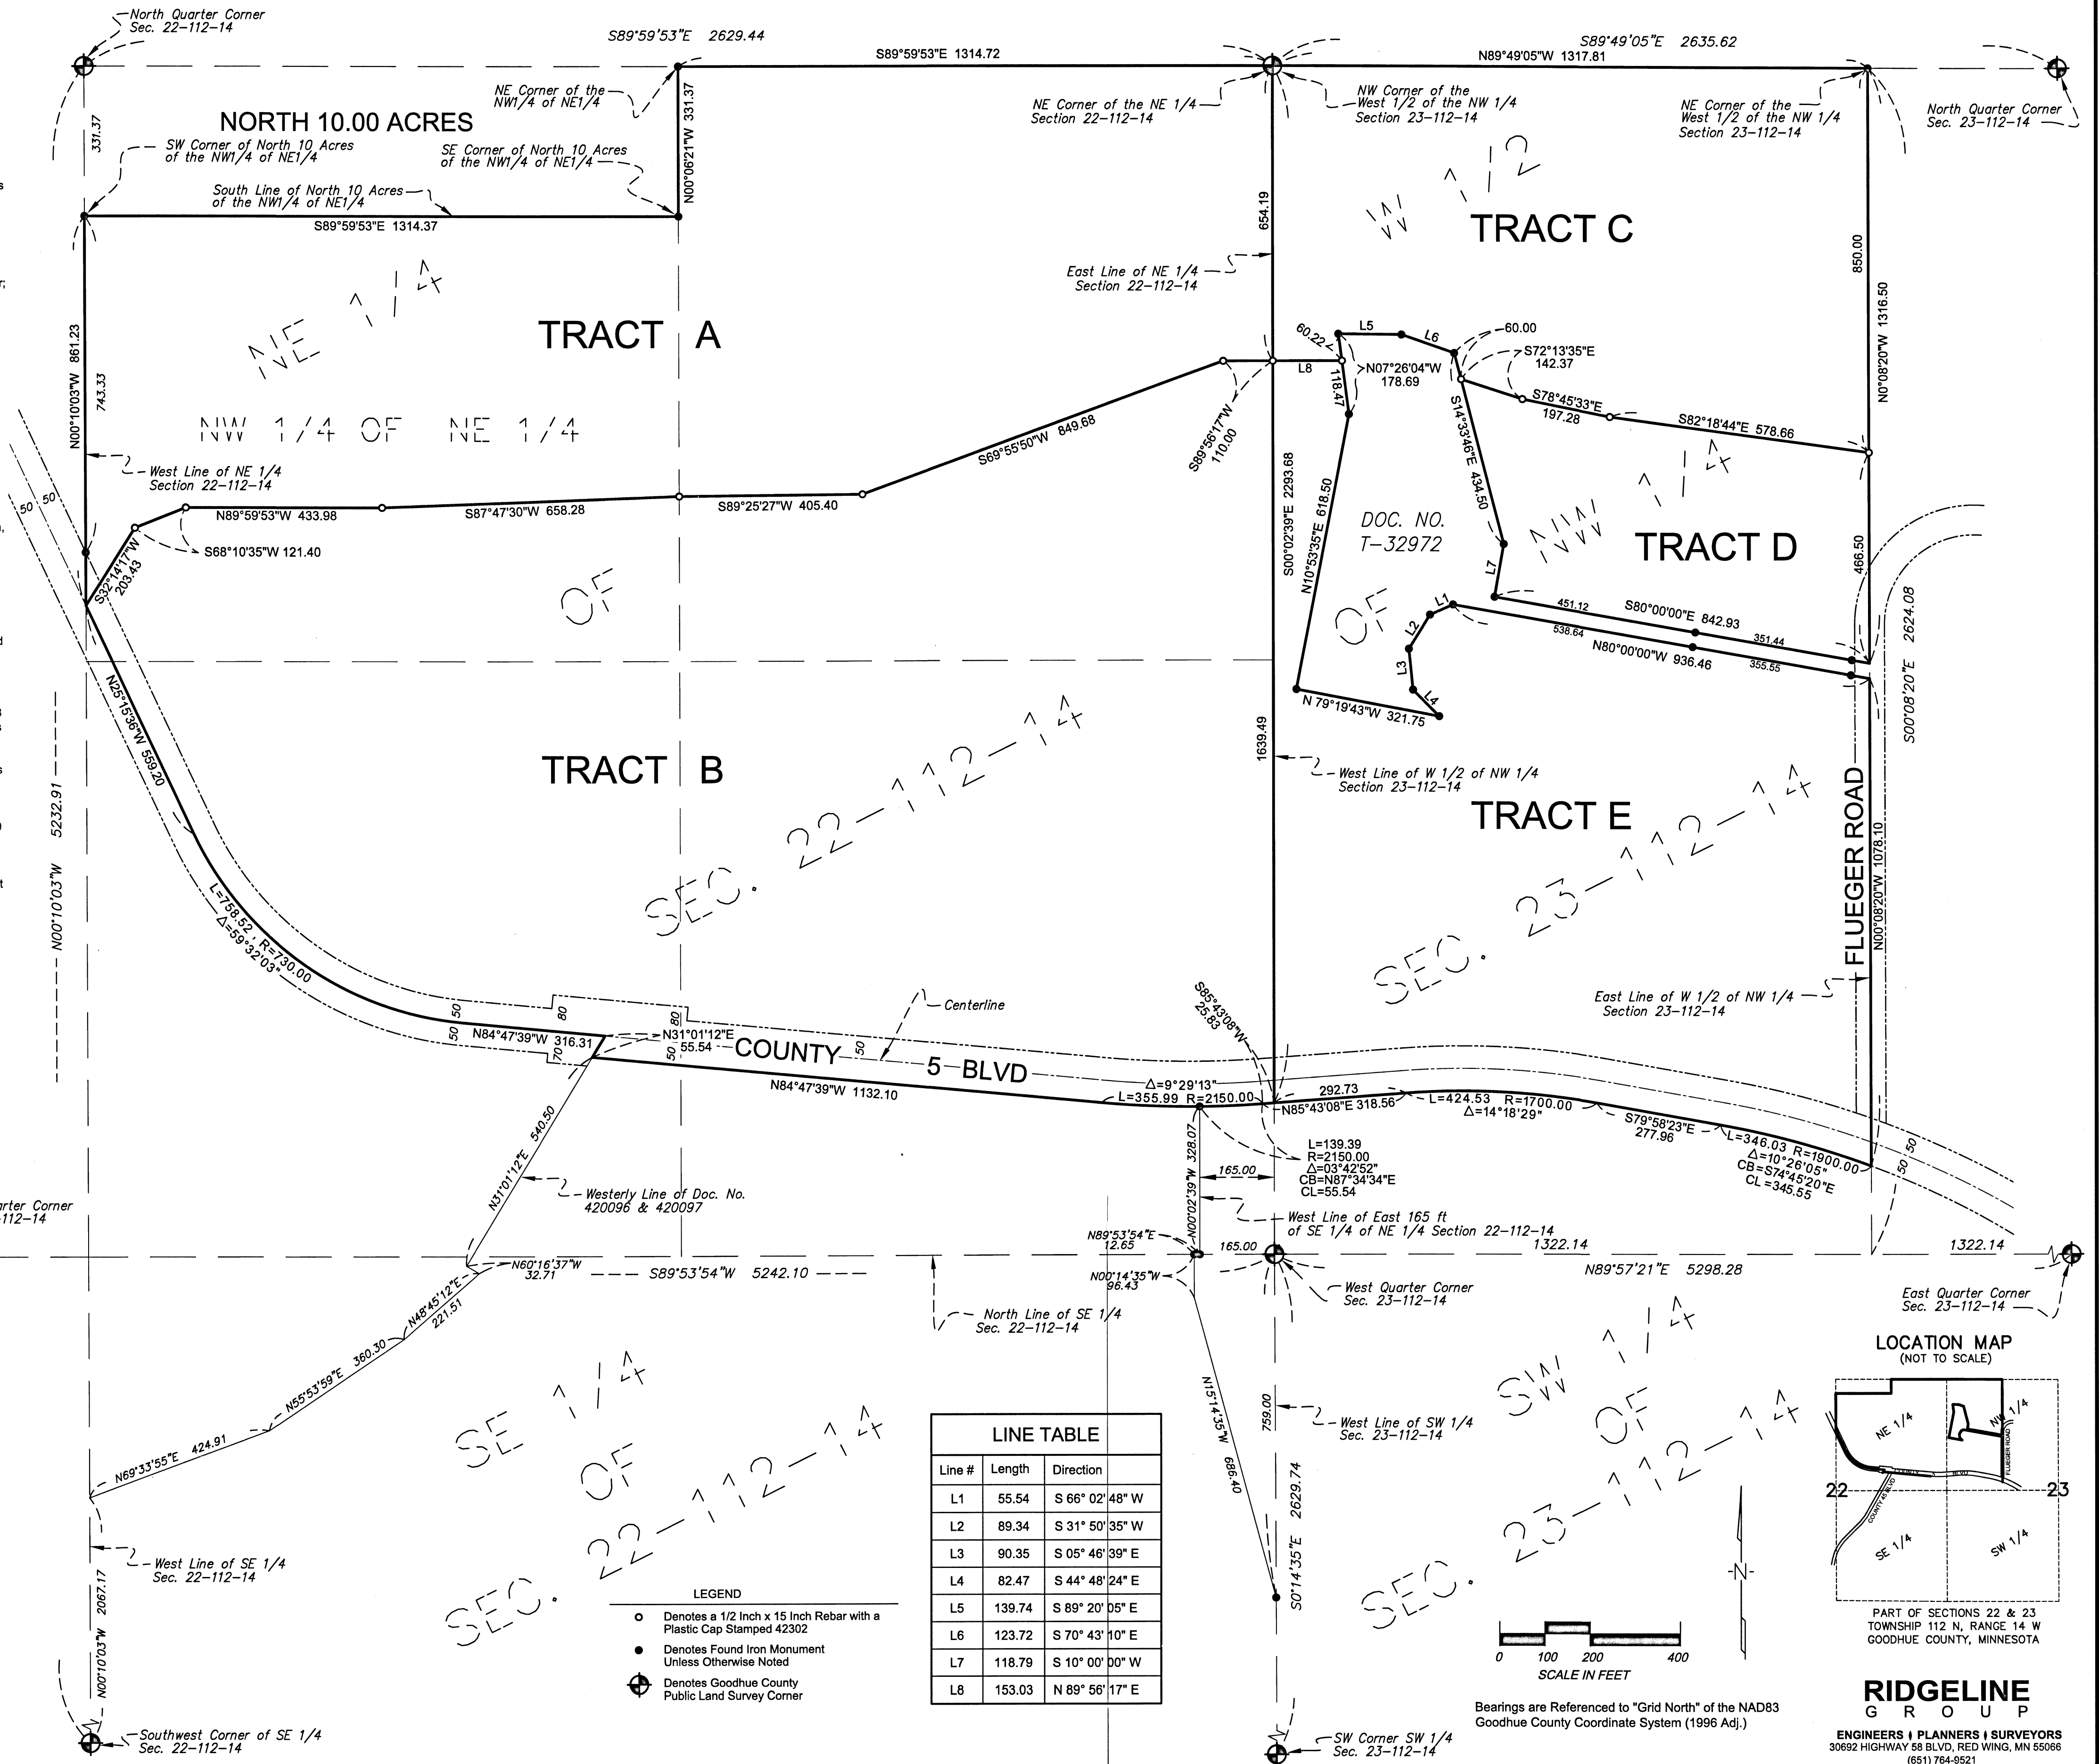 North Quarter Corner
Sec. 22-112-14
S89°59'53"E 2629.44
S89°49'05"E 2635.62
S89°59'53"E 1314.72
N89°49'05"W 1317.81
NE Corner of the
NW1/4 of NE1/4
NE Corner of the NE 1/4
Section 22-112-14
NW Corner of the
West 1/2 of the NW 1/4
Section 23-112-14
NE Corner of the
West 1/2 of the NW 1/4
Section 23-112-14
North Quarter Corner
Sec. 23-112-14
331.37
NORTH 10.00 ACRES
N00°06'21"W 331.37
SW Corner of North 10 Acres
of the NW1/4 of NE1/4
SE Corner of North 10 Acres
of the NW1/4 of NE1/4
South Line of North 10 Acres
of the NW1/4 of NE1/4
S89°59'53"E 1314.37
654.19
W 1/2
TRACT C
850.00
N0°08'20"W 1316.50
East Line of NE 1/4
Section 22-112-14
NE 1/4
TRACT A
N00°10'03"W 861.23
743.33
NW 1/4 OF NE 1/4
West Line of NE 1/4
Section 22-112-14
60.22
L5
L6
60.00
L8
N07°26'04"W
178.69
118.47
S72°13'35"E
142.37
S78°45'33"E
197.28
S82°18'44"E 578.66
S14°33'46"E 434.50
S69°55'50"W 849.68
S89°56'17"W
110.00
S00°02'39"E 2293.68
N10°53'35"E 618.50
DOC. NO.
T-32972
NW 1/4
TRACT D
466.50
50 50
N89°59'53"W 433.98
S87°47'30"W 658.28
S89°25'27"W 405.40
S68°10'35"W 121.40
S32°14'17"W
203.43
OF
OF
L7
L1
L2
L3
L4
451.12
S80°00'00"E 842.93
351.44
538.64
N80°00'00"W 936.46
355.55
N 79°19'43"W 321.75
S00°08'20"E 2624.08
N25°15'36"W 559.20
N00°10'03"W 5232.91
TRACT B
1639.49
West Line of W 1/2 of NW 1/4
Section 23-112-14
TRACT E
SEC. 22-112-14
SEC. 23-112-14
FLUEGER ROAD
N00°08'20"W 1078.10
L=758.52, R=730.00
Δ=59°32'03"
East Line of W 1/2 of NW 1/4
Section 23-112-14
Centerline
S85°43'08"W
25.83
50
50
80
70
80
50
N84°47'39"W 316.31
N31°01'12"E
55.54
COUNTY 5 BLVD
50
N84°47'39"W 1132.10
Δ=9°29'13"
L=355.99 R=2150.00
292.73
N85°43'08"E 318.56
L=424.53 R=1700.00
Δ=14°18'29"
S79°58'23"E
277.96
L=346.03 R=1900.00
Δ=10°26'05"
CB=S74°45'20"E
CL=345.55
50 50
L=139.39
R=2150.00
Δ=03°42'52"
CB=N87°34'34"E
CL=55.54
N31°01'12"E 540.50
Westerly Line of Doc. No.
420096 & 420097
N00°02'39"W 328.07
165.00
West Line of East 165 ft
of SE 1/4 of NE 1/4 Section 22-112-14
arter Corner
-112-14
N89°53'54"E
12.65
165.00
1322.14
1322.14
N60°16'37"W
32.71
S89°53'54"W 5242.10
N00°14'35"W
96.43
N89°57'21"E 5298.28
West Quarter Corner
Sec. 23-112-14
East Quarter Corner
Sec. 23-112-14
North Line of SE 1/4
Sec. 22-112-14
N48°45'12"E
221.51
N55°53'59"E 360.30
N69°33'55"E 424.91
SE 1/4
OF
SEC. 22-112-14
N15°14'35"W 686.40
759.00
West Line of SW 1/4
Sec. 23-112-14
S0°14'35"E 2629.74
SW 1/4
OF
SEC. 23-112-14
West Line of SE 1/4
Sec. 22-112-14
N00°10'03"W 2067.17
Southwest Corner of SE 1/4
Sec. 22-112-14
SW Corner SW 1/4
Sec. 23-112-14
LEGEND
Denotes a 1/2 Inch x 15 Inch Rebar with a
Plastic Cap Stamped 42302
Denotes Found Iron Monument
Unless Otherwise Noted
Denotes Goodhue County
Public Land Survey Corner
LINE TABLE
Line # Length Direction
L1 55.54 S 66° 02' 48" W
L2 89.34 S 31° 50' 35" W
L3 90.35 S 05° 46' 39" E
L4 82.47 S 44° 48' 24" E
L5 139.74 S 89° 20' 05" E
L6 123.72 S 70° 43' 10" E
L7 118.79 S 10° 00' 00" W
L8 153.03 N 89° 56' 17" E
-N-
0 100 200 400
SCALE IN FEET
Bearings are Referenced to "Grid North" of the NAD83
Goodhue County Coordinate System (1996 Adj.)
LOCATION MAP
(NOT TO SCALE)
NE 1/4
NW 1/4
FLUEGER ROAD
BLVD
22
23
COUNTY 45 BLVD
SE 1/4
SW 1/4
PART OF SECTIONS 22 & 23
TOWNSHIP 112 N, RANGE 14 W
GOODHUE COUNTY, MINNESOTA
RIDGELINE
GROUP
ENGINEERS | PLANNERS | SURVEYORS
30692 HIGHWAY 58 BLVD, RED WING, MN 55066
(651) 764-9521